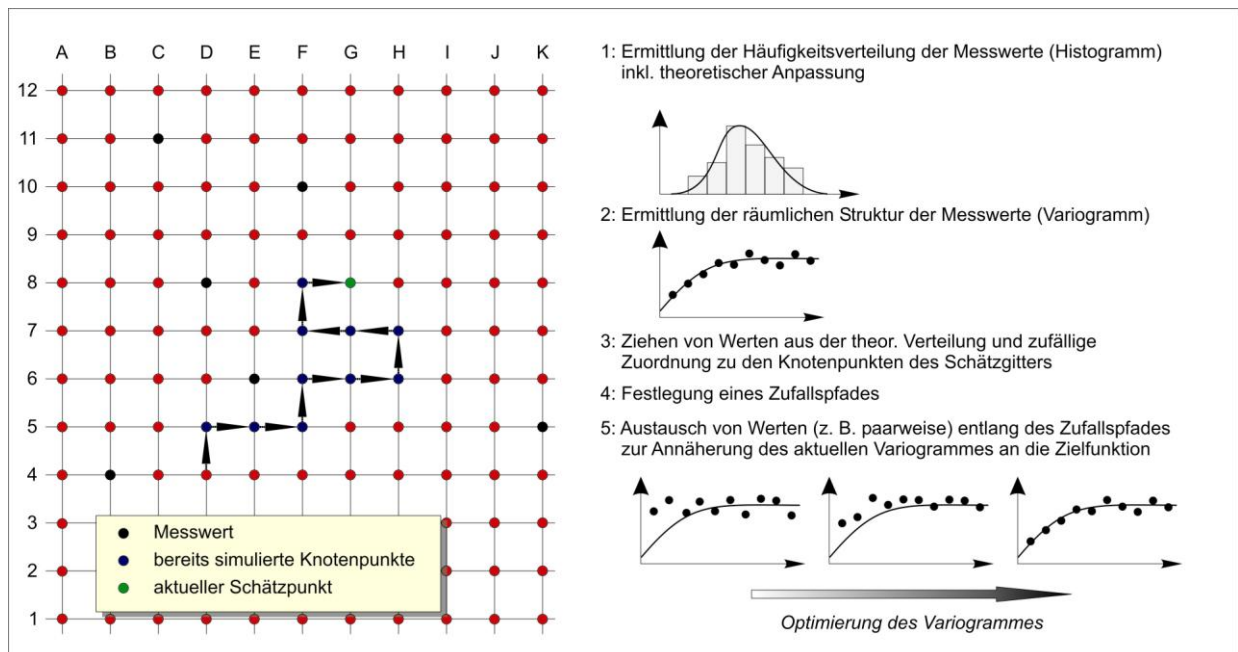 A B C D E F G H I J K
12
11
10
9
8
7
6
5
4
3
2
1
Messwert
bereits simulierte Knotenpunkte
aktueller Schätzpunkt
1: Ermittlung der Häufigkeitsverteilung der Messwerte (Histogramm)
inkl. theoretischer Anpassung
2: Ermittlung der räumlichen Struktur der Messwerte (Variogramm)
3: Ziehen von Werten aus der theor. Verteilung und zufällige
Zuordnung zu den Knotenpunkten des Schätzgitters
4: Festlegung eines Zufallspfades
5: Austausch von Werten (z. B. paarweise) entlang des Zufallspfades
zur Annäherung des aktuellen Variogrammes an die Zielfunktion
Optimierung des Variogrammes